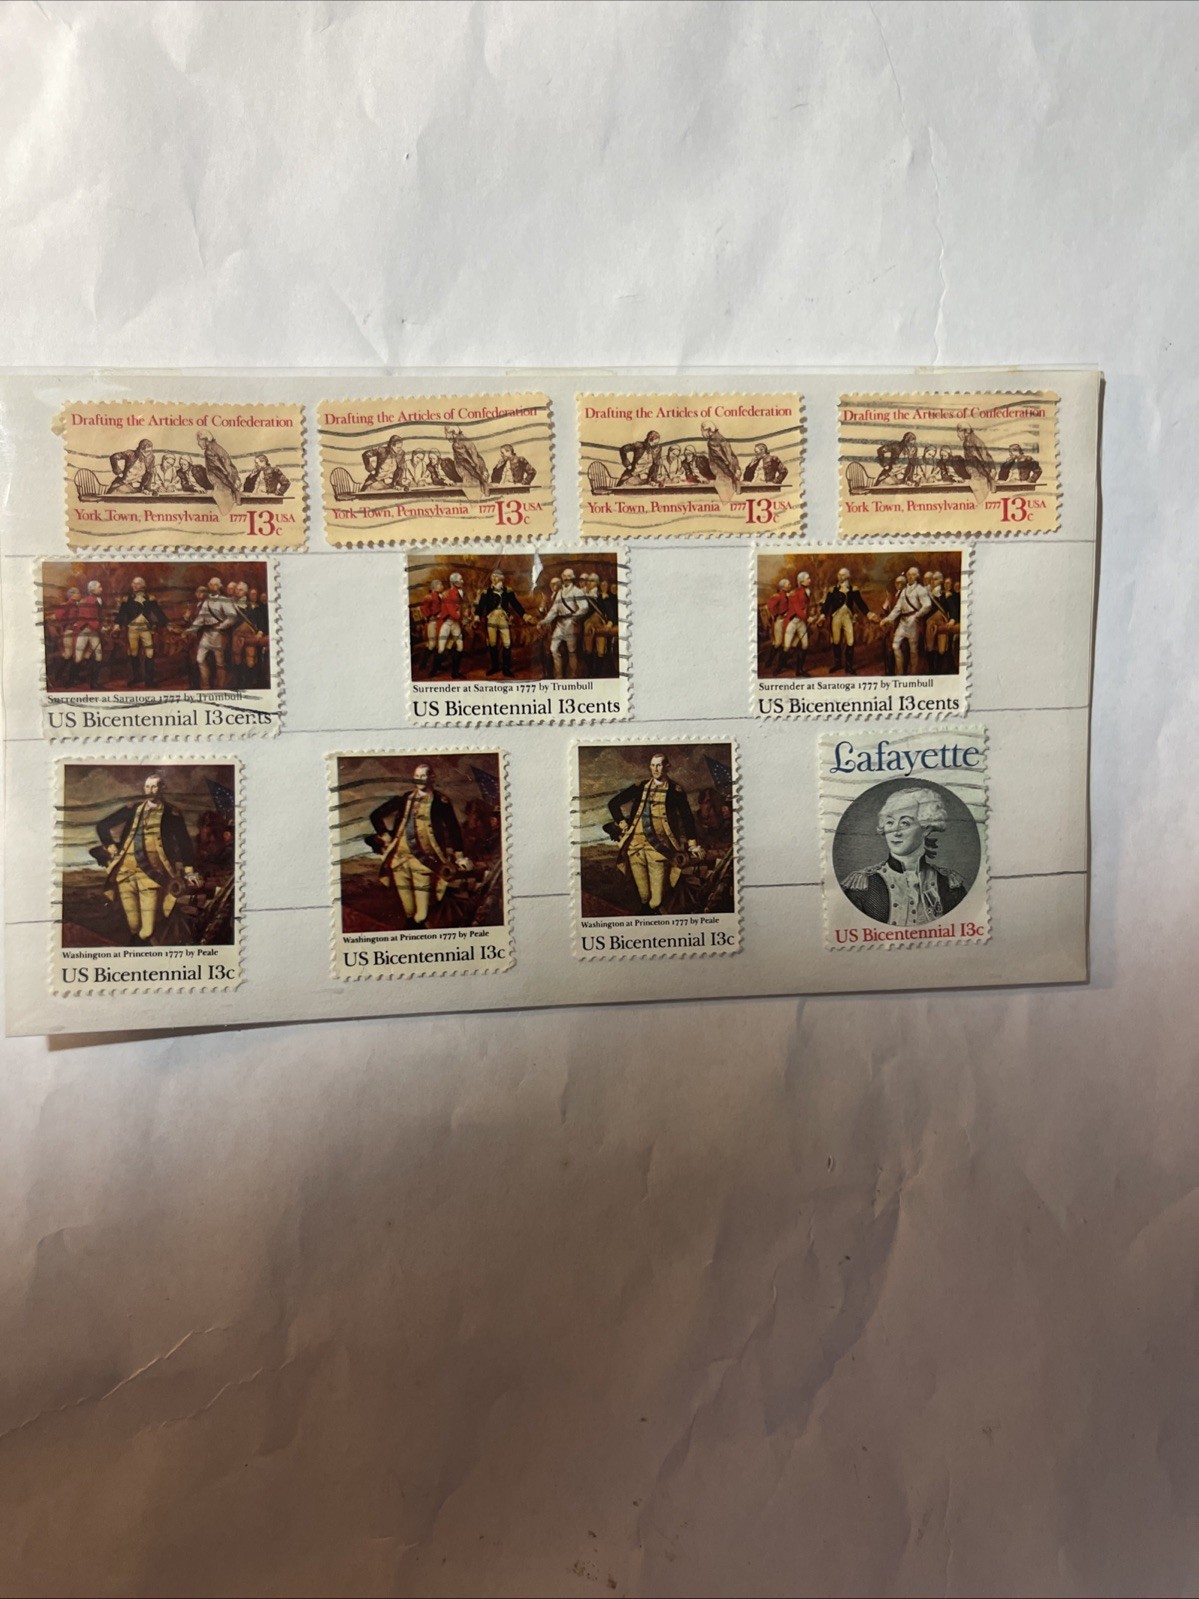 Drafting the Articles of Confederation
York Town, Pennsylvania 1777 13c USA
Drafting the Articles of Confederation
York Town, Pennsylvania 1777 13c USA
Drafting the Articles of Confederation
York Town, Pennsylvania 1777 13c USA
Drafting the Articles of Confederation
York Town, Pennsylvania 1777 13c USA
Surrender at Saratoga 1777 by Trumbull
US Bicentennial 13cents
Surrender at Saratoga 1777 by Trumbull
US Bicentennial 13cents
Surrender at Saratoga 1777 by Trumbull
US Bicentennial 13cents
Washington at Princeton 1777 by Peale
US Bicentennial 13c
Washington at Princeton 1777 by Peale
US Bicentennial 13c
Washington at Princeton 1777 by Peale
US Bicentennial 13c
Lafayette
US Bicentennial 13c